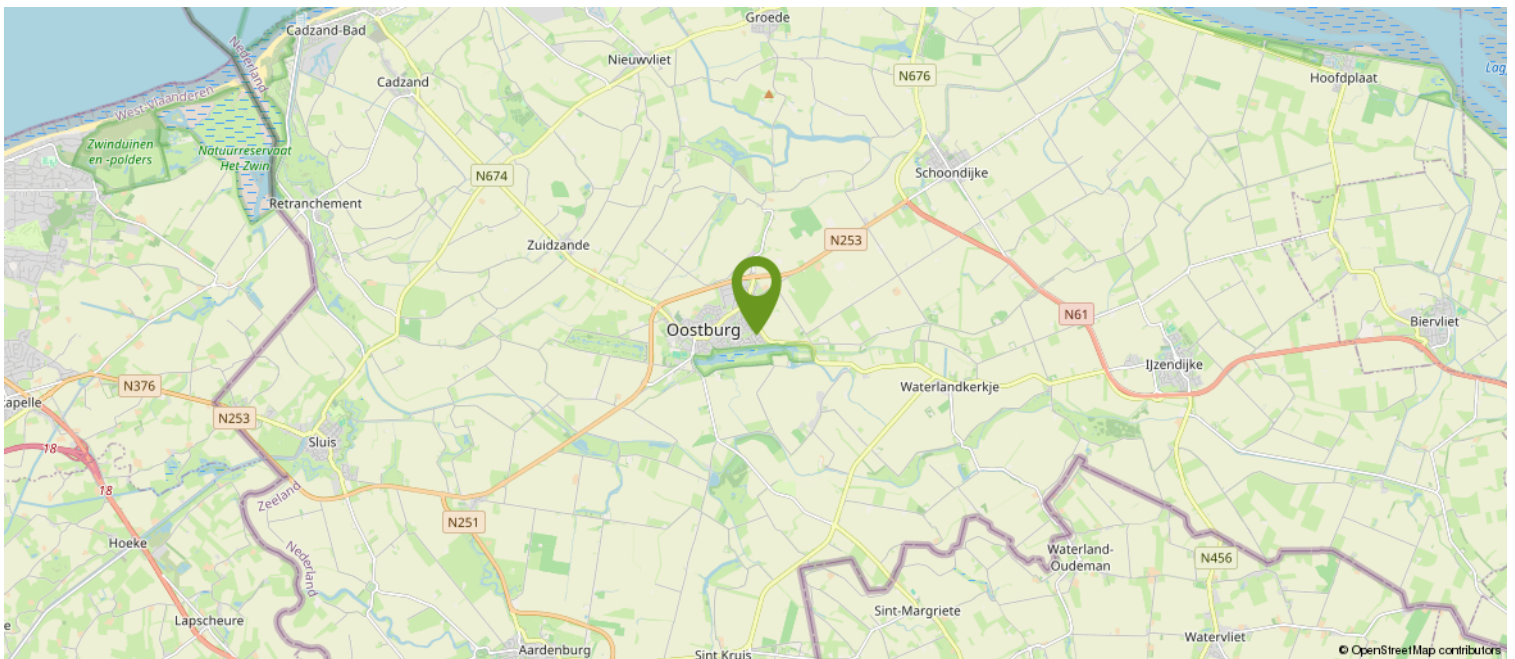 Groede
Cadzand-Bad
Nederland
Nieuwvliet
N676
Hoofdplaat
Cadzand
West-vlaanderen
Zwinduinen
en -polders
Natuurreservaat
Het Zwin
N674
Schoondijke
Retranchement
Zuidzande
N253
N61
Oostburg
Biervliet
IJzendijke
N376
Waterlandkerkje
N253
Sluis
18
18
Zeeland
N251
Hoeke
Nederland
Waterland-
Oudeman
N456
Lapscheure
Sint-Margriete
Watervliet
Aardenburg
Sint Kruis
© OpenStreetMap contributors